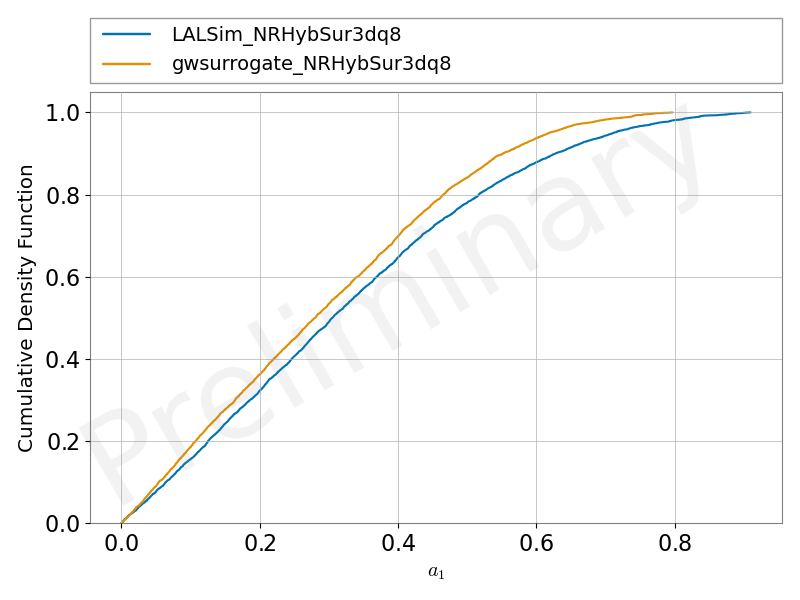 LALSim_NRHybSur3dq8
gwsurrogate_NRHybSur3dq8
1.0
0.8
0.6
0.4
0.2
0.0
Cumulative Density Function
Preliminary
0.0 0.2 0.4 0.6 0.8
a₁